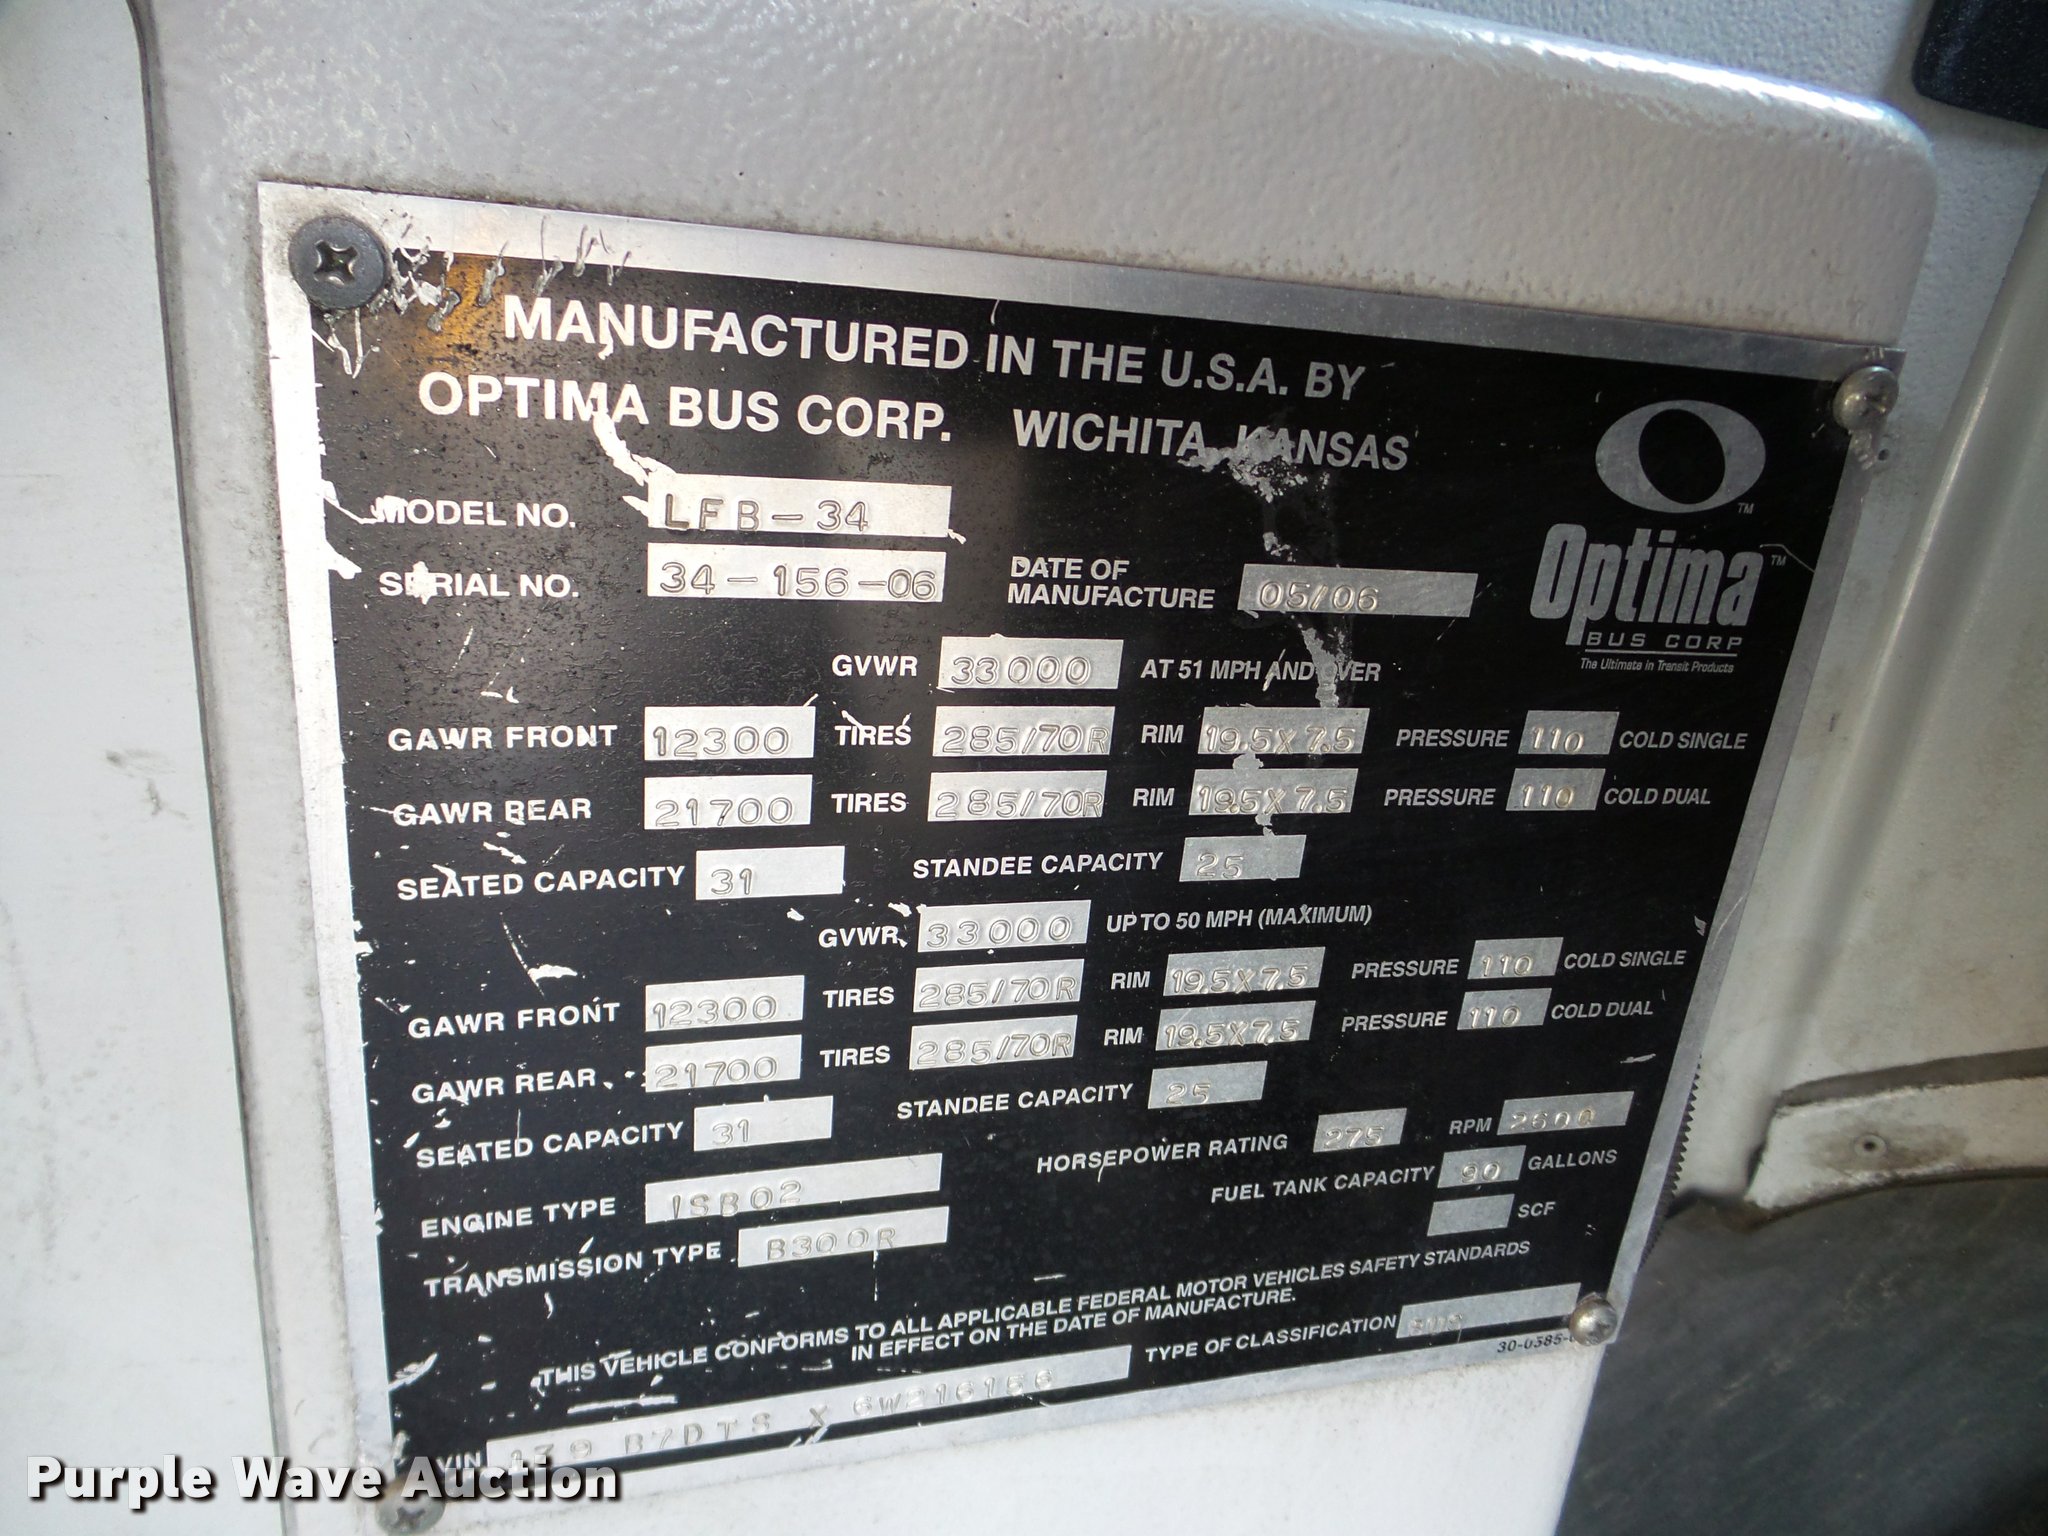 MANUFACTURED IN THE U.S.A. BY
OPTIMA BUS CORP. WICHITA, KANSAS
MODEL NO. LFB-34
SERIAL NO. 34-156-06 DATE OF MANUFACTURE 05/06
Optima™
BUS CORP
The Ultimate in Transit Products
GVWR 33000 AT 51 MPH AND OVER
GAWR FRONT 12300 TIRES 285/70R RIM 19.5X7.5 PRESSURE 110 COLD SINGLE
GAWR REAR 21700 TIRES 285/70R RIM 19.5X7.5 PRESSURE 110 COLD DUAL
SEATED CAPACITY 31 STANDEE CAPACITY 25
GVWR 33000 UP TO 50 MPH (MAXIMUM)
GAWR FRONT 12300 TIRES 285/70R RIM 19.5X7.5 PRESSURE 110 COLD SINGLE
GAWR REAR 21700 TIRES 285/70R RIM 19.5X7.5 PRESSURE 110 COLD DUAL
SEATED CAPACITY 31 STANDEE CAPACITY 25
HORSEPOWER RATING 275 RPM 2600
ENGINE TYPE ISB02 FUEL TANK CAPACITY 90 GALLONS
TRANSMISSION TYPE B300R SCF
THIS VEHICLE CONFORMS TO ALL APPLICABLE FEDERAL MOTOR VEHICLES SAFETY STANDARDS
IN EFFECT ON THE DATE OF MANUFACTURE.
TYPE OF CLASSIFICATION BUS
VIN
Purple Wave Auction